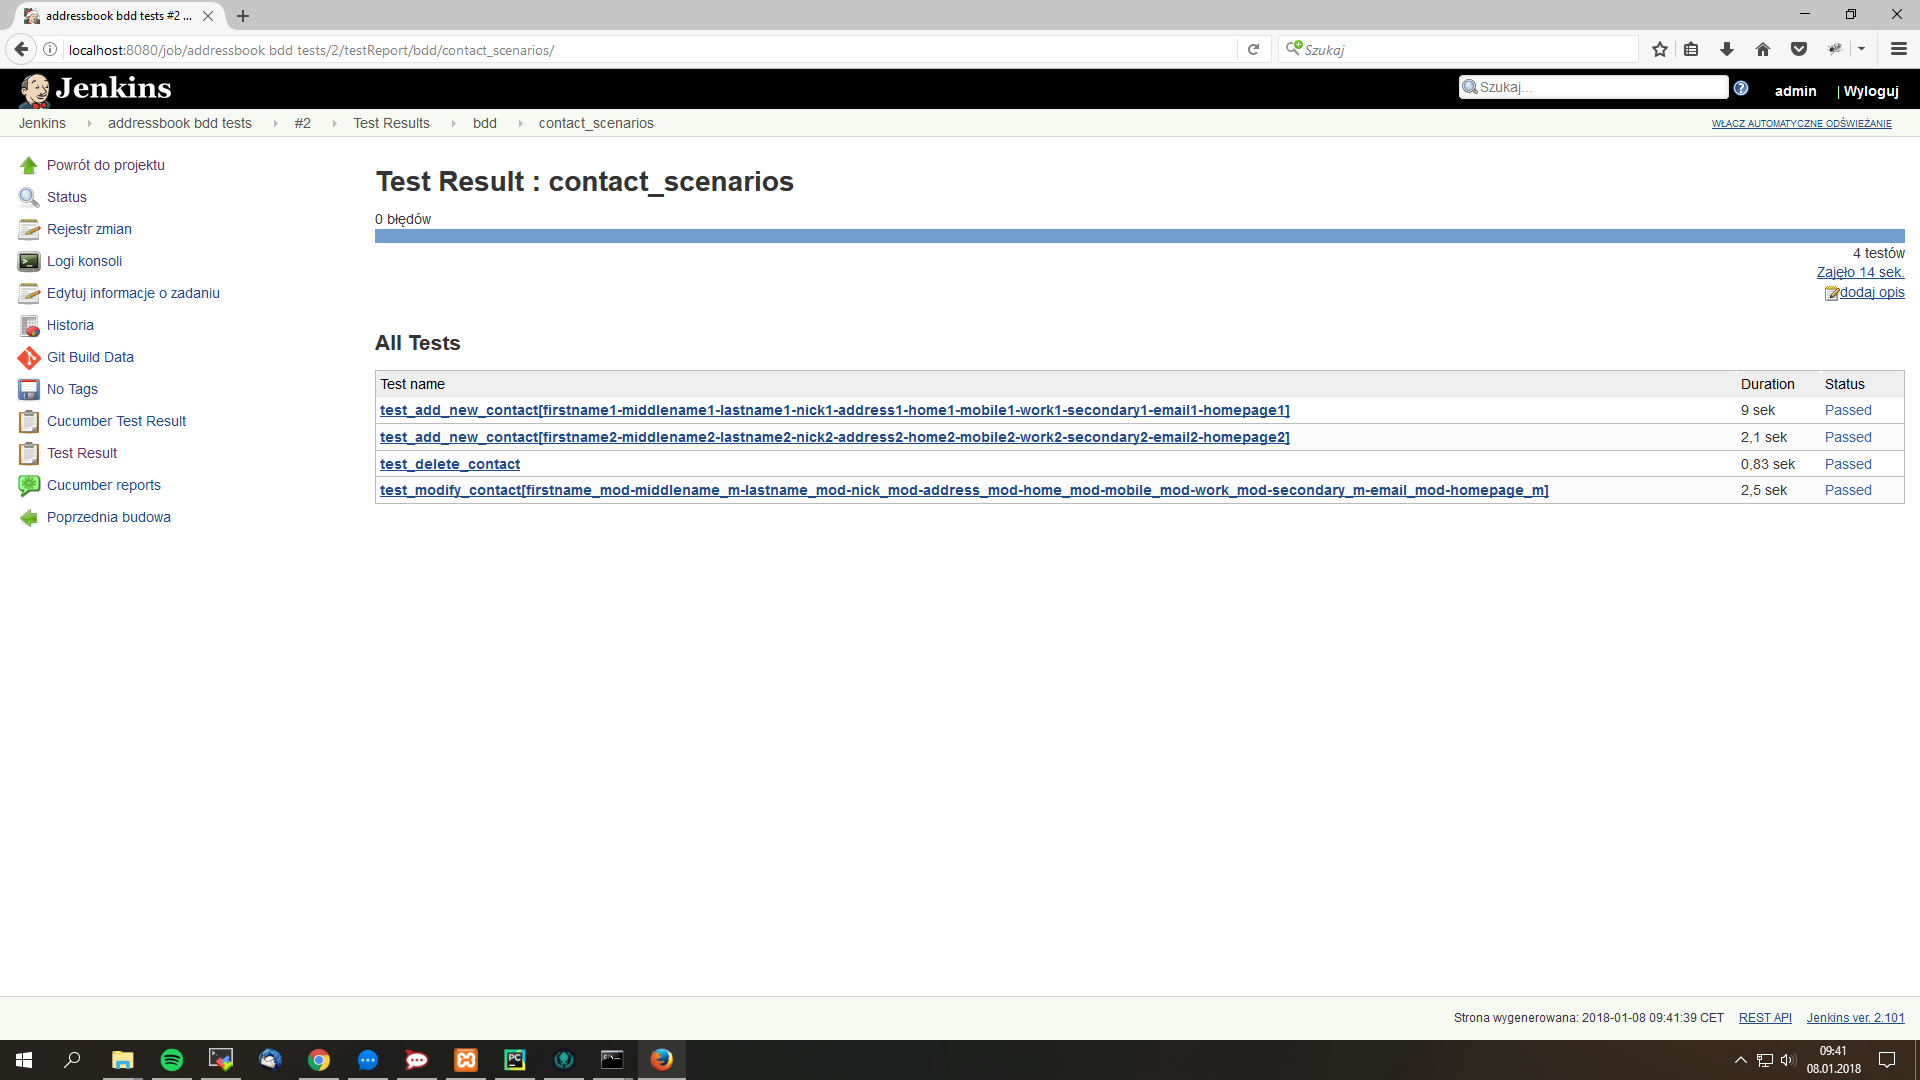 addressbook bdd tests #2 ...
localhost:8080/job/addressbook bdd tests/2/testReport/bdd/contact_scenarios/
Szukaj
Jenkins
Szukaj...
admin
| Wyloguj
Jenkins
addressbook bdd tests
#2
Test Results
bdd
contact_scenarios
WŁĄCZ AUTOMATYCZNE ODŚWIEŻANIE
Powrót do projektu
Status
Rejestr zmian
Logi konsoli
Edytuj informacje o zadaniu
Historia
Git Build Data
No Tags
Cucumber Test Result
Test Result
Cucumber reports
Poprzednia budowa
Test Result : contact_scenarios
0 błędów
4 testów
Zajęło 14 sek.
dodaj opis
All Tests
Test name Duration Status
test_add_new_contact[firstname1-middlename1-lastname1-nick1-address1-home1-mobile1-work1-secondary1-email1-homepage1] 9 sek Passed
test_add_new_contact[firstname2-middlename2-lastname2-nick2-address2-home2-mobile2-work2-secondary2-email2-homepage2] 2,1 sek Passed
test_delete_contact 0,83 sek Passed
test_modify_contact[firstname_mod-middlename_m-lastname_mod-nick_mod-address_mod-home_mod-mobile_mod-work_mod-secondary_m-email_mod-homepage_m] 2,5 sek Passed
Strona wygenerowana: 2018-01-08 09:41:39 CET REST API Jenkins ver. 2.101
09:41
08.01.2018